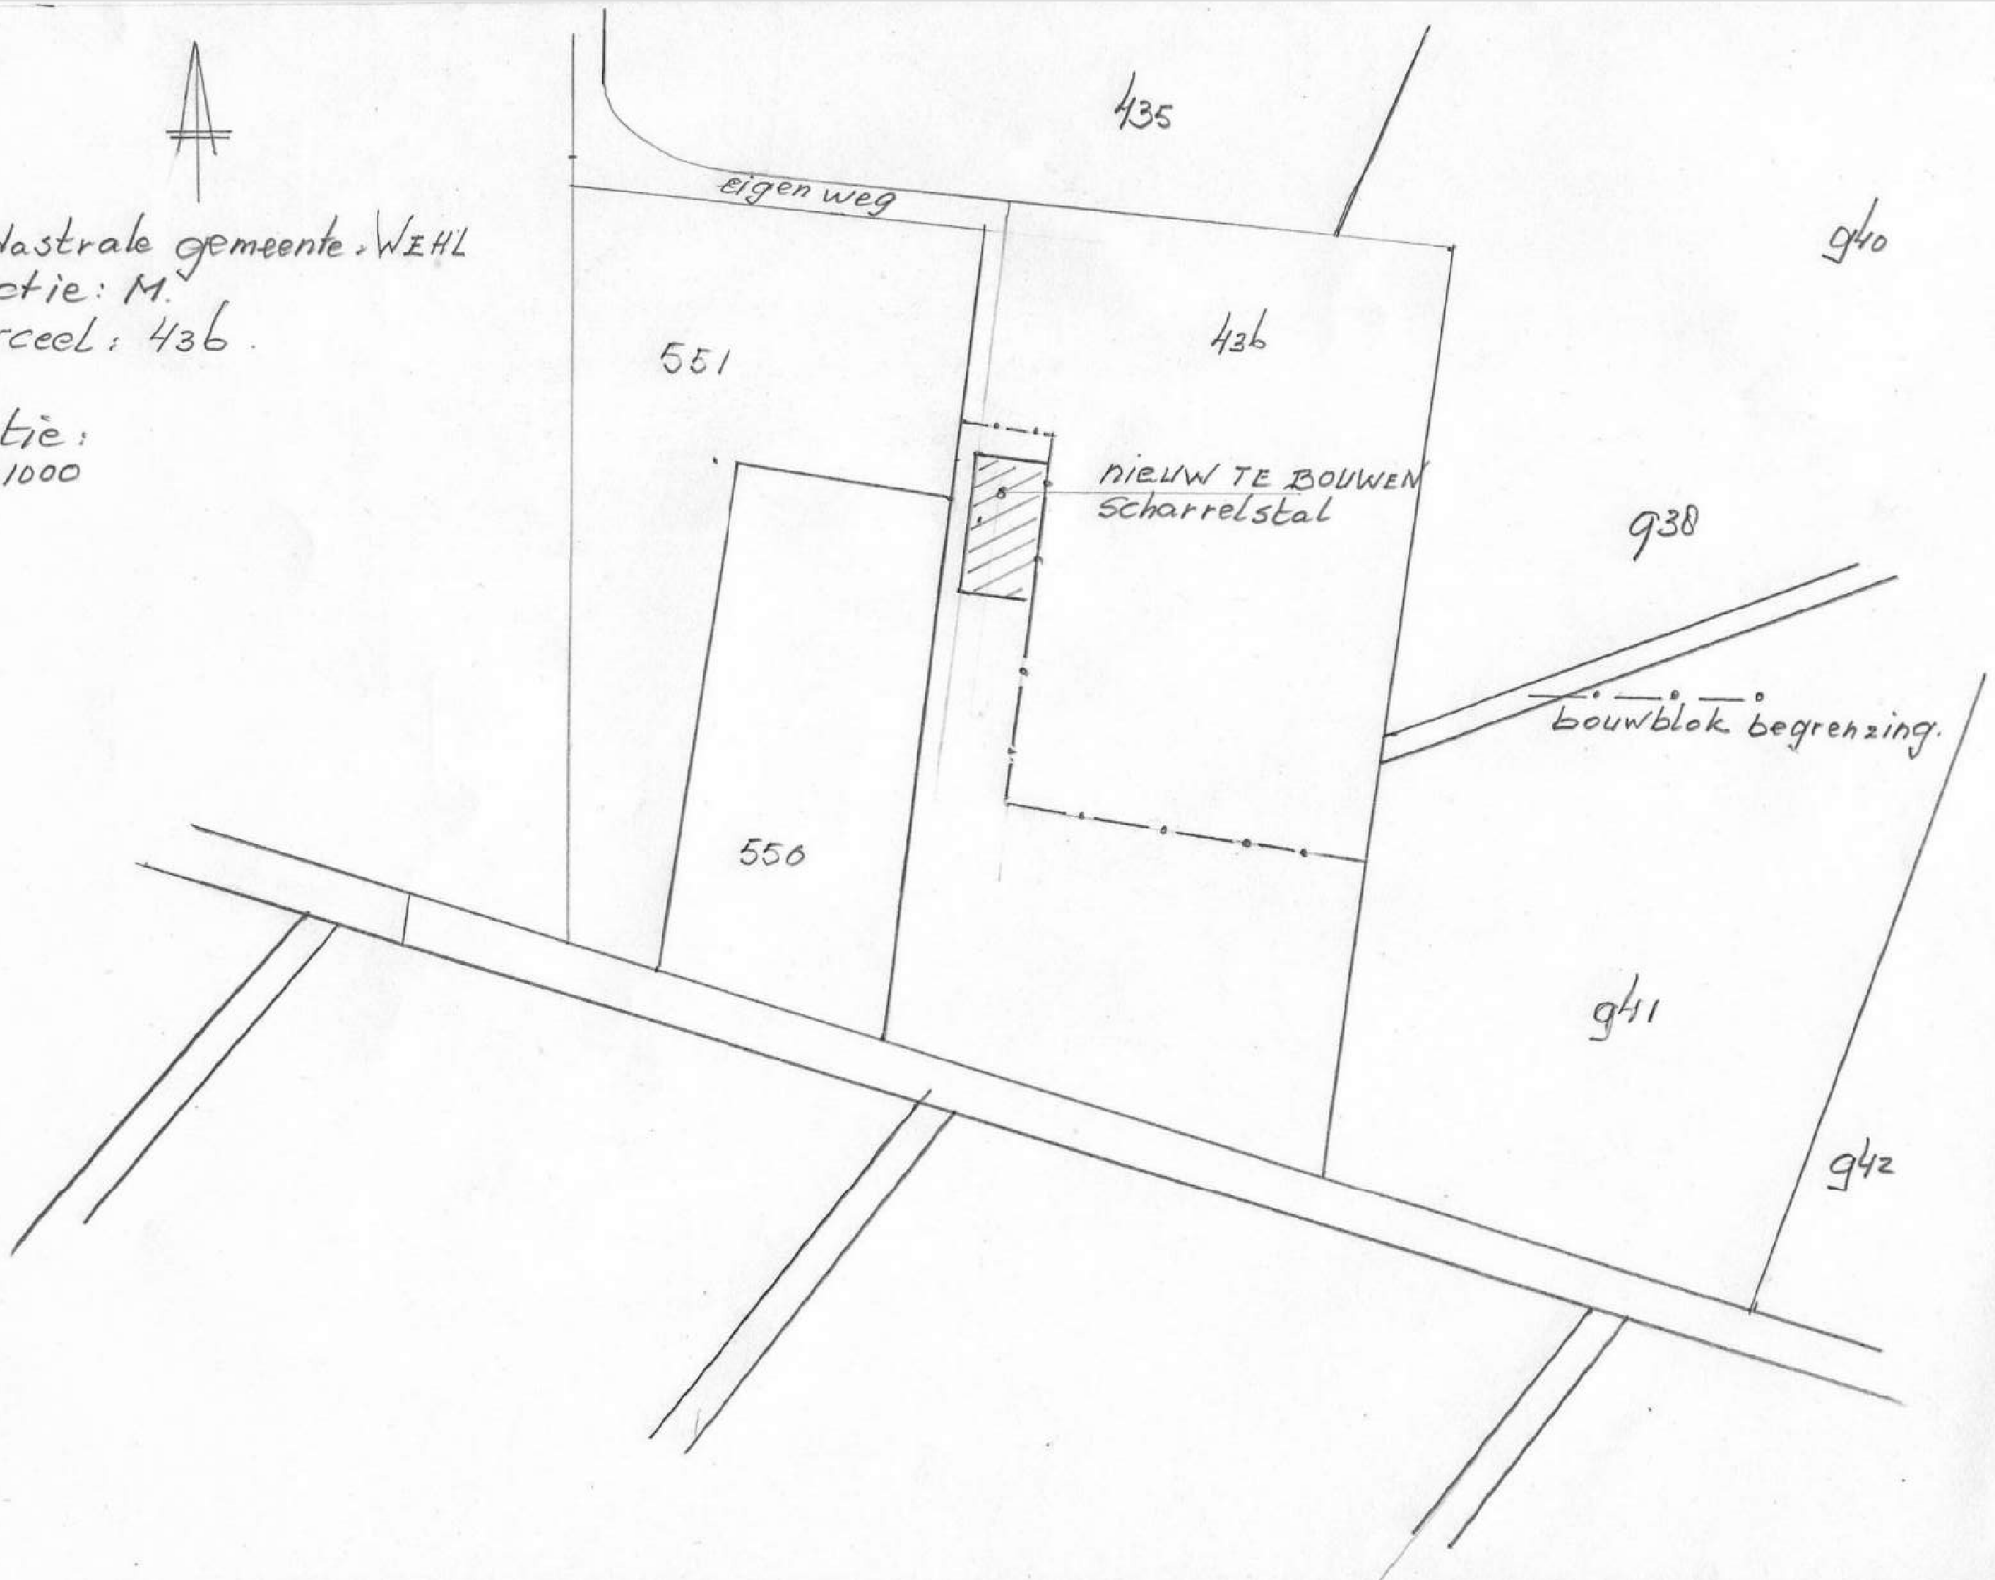 435
eigen weg
940
dastrale gemeente. WEHL
ctie: M.
rceel: 436.
436
551
tie:
1000
NIEUW TE BOUWEN
Scharrelstal
938
bouwblok begrenzing.
550
941
942